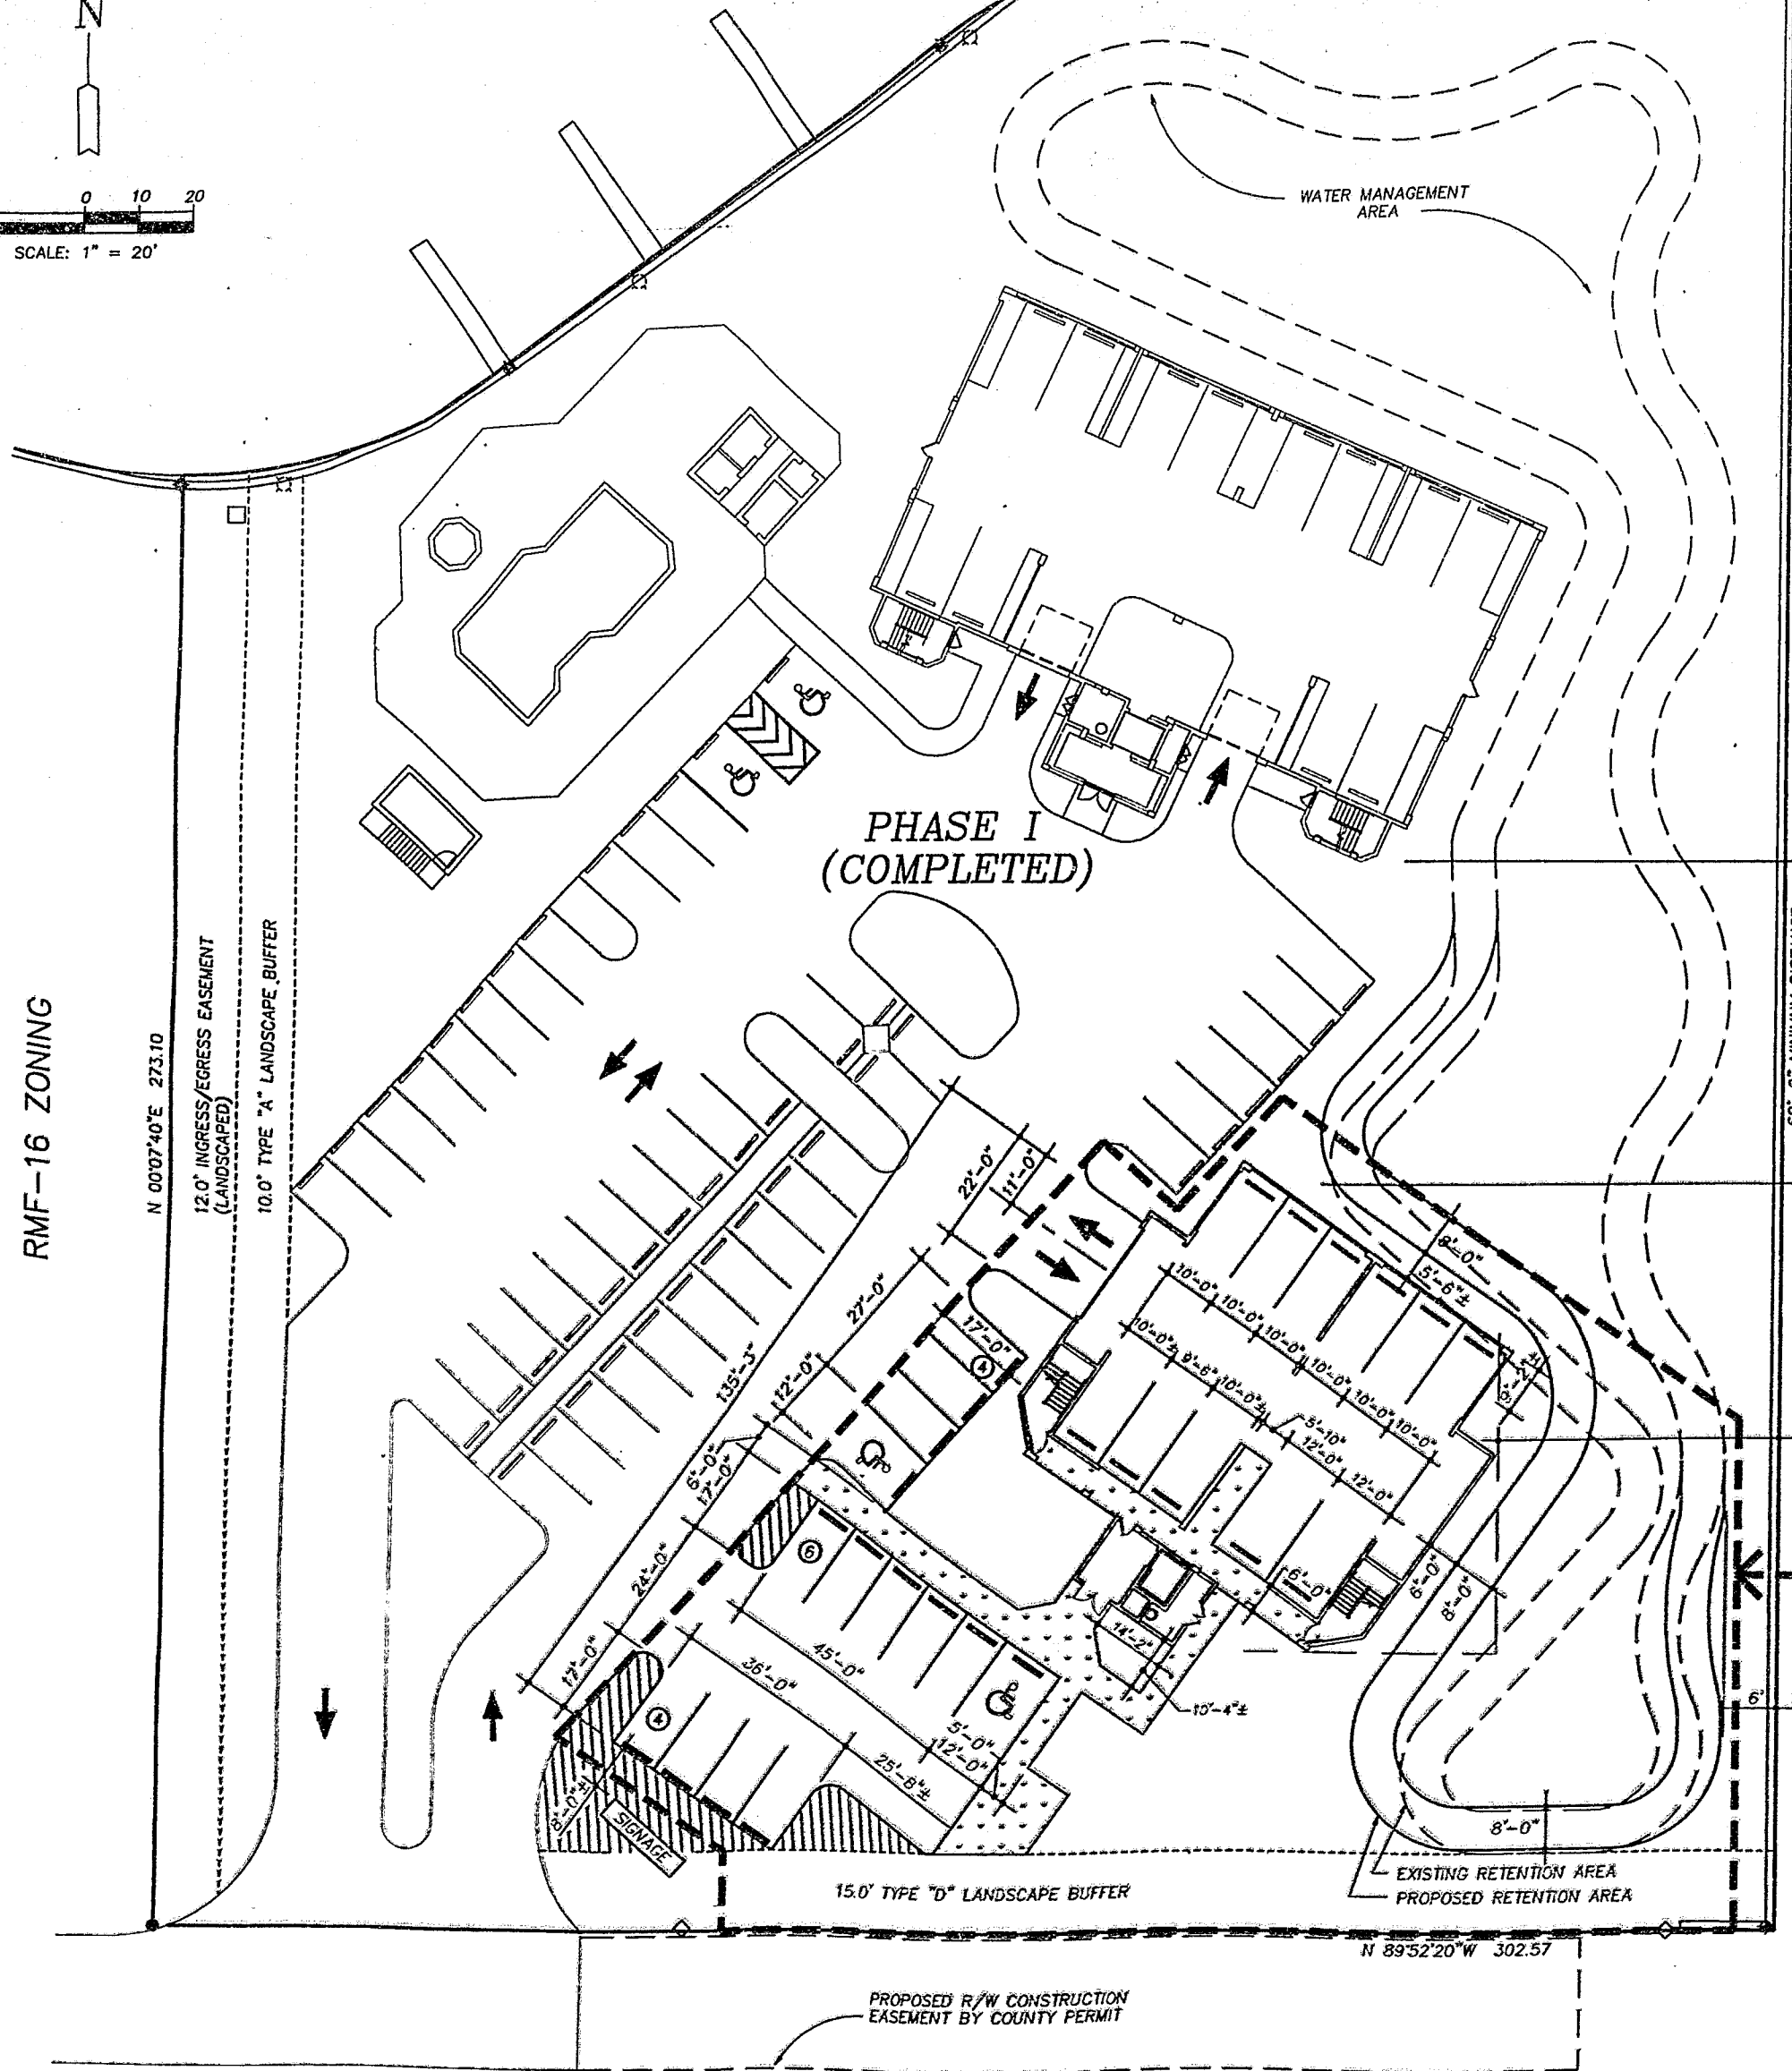 N
0 10 20
SCALE: 1" = 20'
WATER MANAGEMENT
AREA
PHASE I
(COMPLETED)
RMF-16 ZONING
N 00°07'40"E 273.10
12.0' INGRESS/EGRESS EASEMENT
(LANDSCAPED)
10.0' TYPE "A" LANDSCAPE BUFFER
22'-0"
11'-0"
27'-0"
17'-0"
4
135'-3"
12'-0"
6'-0"
17'-0"
24'-0"
17'-0"
8'-0"
5'-6"±
10'-0"
10'-0"
10'-0"
10'-0"
10'-0"
10'-0"
10'-0"±
9'-6"
10'-0"±
5'-10"
12'-0"
12'-0"
6'-0"
6'-0"
8'-0"
6
45'-0"
36'-0"
4
14'-2"
10'-4"±
5'-0"
12'-0"
25'-8"±
8'-0"±
SIGNAGE
6'
8'-0"
EXISTING RETENTION AREA
PROPOSED RETENTION AREA
15.0' TYPE "D" LANDSCAPE BUFFER
N 89°52'20"W 302.57
PROPOSED R/W CONSTRUCTION
EASEMENT BY COUNTY PERMIT